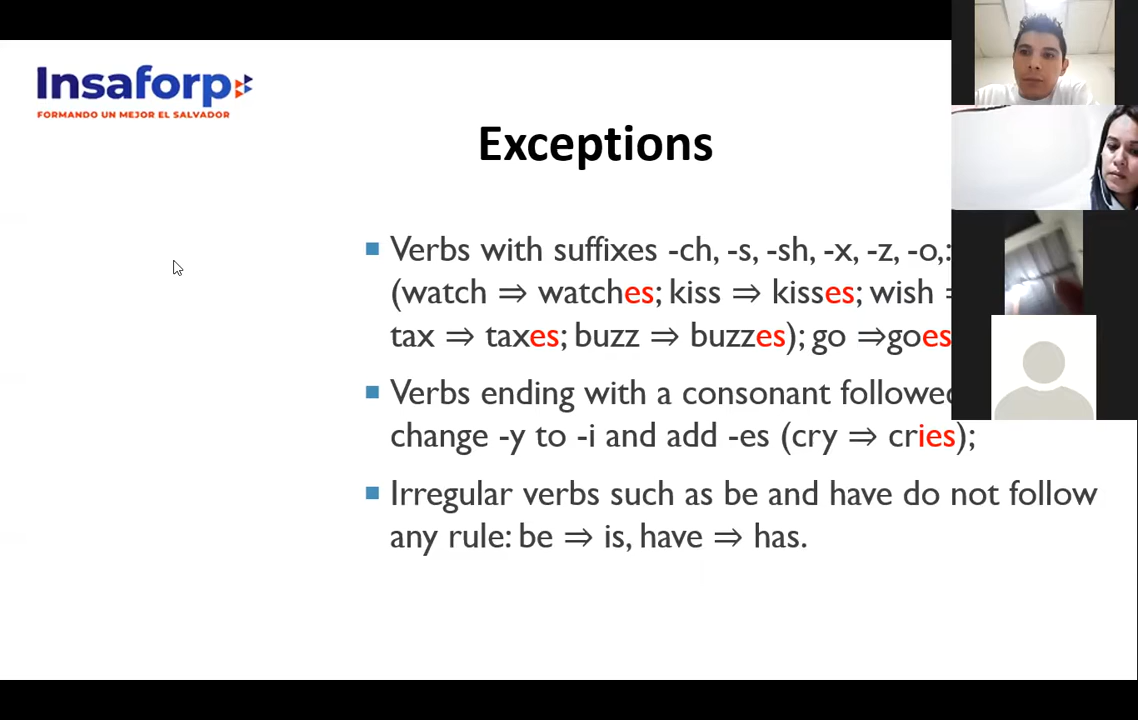 Insaforp
FORMANDO UN MEJOR EL SALVADOR
Exceptions
Verbs with suffixes -ch, -s, -sh, -x, -z, -o,:
(watch ⇒ watches; kiss ⇒ kisses; wish
tax ⇒ taxes; buzz ⇒ buzzes); go ⇒goes
Verbs ending with a consonant
change -y to -i and add -es (cry ⇒ cries);
Irregular verbs such as be and have do not follow
any rule: be ⇒ is, have ⇒ has.